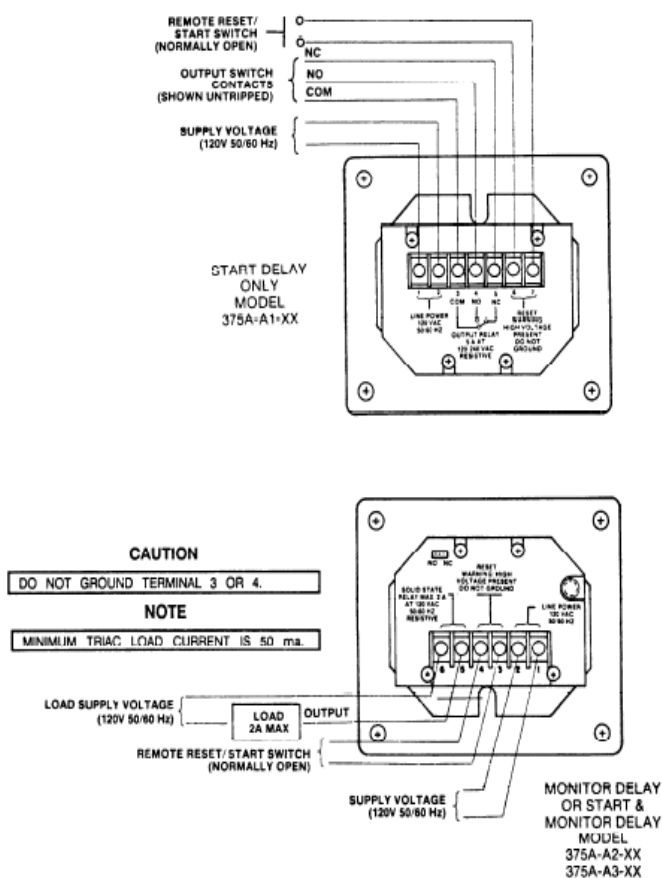 REMOTE RESET/
START SWITCH
(NORMALLY OPEN)
NC
OUTPUT SWITCH
CONTACTS
(SHOWN UNTRIPPED)
NO
COM
SUPPLY VOLTAGE
(120V 50/60 Hz)
START DELAY
ONLY
MODEL
375A-A1-XX
1 2 3 4 5 6 7
COM NO NC
LINE POWER
120 VAC
50/60 HZ
OUTPUT RELAY
5 A AT
120 240 VAC
RESISTIVE
RESET
WARNING
HIGH VOLTAGE
PRESENT
DO NOT
GROUND
CAUTION
DO NOT GROUND TERMINAL 3 OR 4.
NOTE
MINIMUM TRIAC LOAD CURRENT IS 50 ma.
NO NC
RESET
WARNING HIGH
VOLTAGE PRESENT
DO NOT GROUND
SOLID STATE
RELAY MAX 2 A
AT 120 VAC
50/60 HZ
RESISTIVE
LINE POWER
120 VAC
50/60 HZ
6 5 4 3 2 1
LOAD SUPPLY VOLTAGE
(120V 50/60 Hz)
LOAD
2A MAX
OUTPUT
REMOTE RESET/START SWITCH
(NORMALLY OPEN)
SUPPLY VOLTAGE
(120V 50/60 Hz)
MONITOR DELAY
OR START &
MONITOR DELAY
MODEL
375A-A2-XX
375A-A3-XX